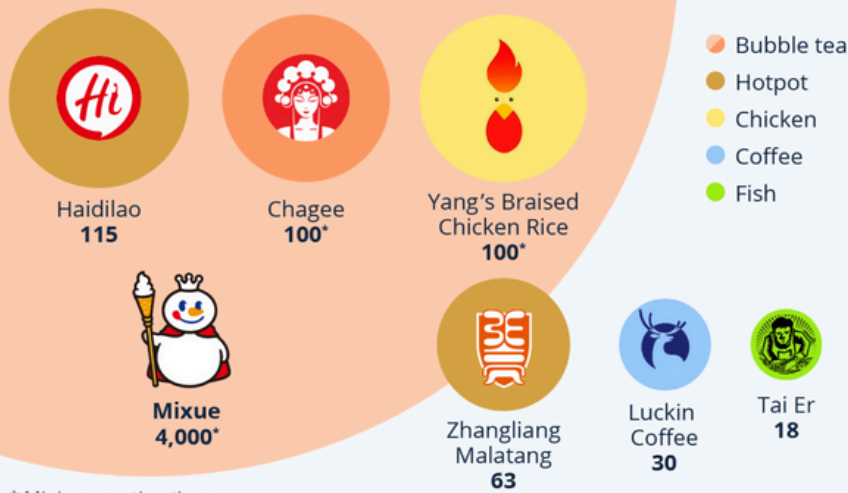 Bubble tea
Hotpot
Chicken
Coffee
Fish
Hi
Haidilao
115
Chagee
100*
Yang's Braised
Chicken Rice
100*
Mixue
4,000*
Zhangliang
Malatang
63
Luckin
Coffee
30
Tai Er
18